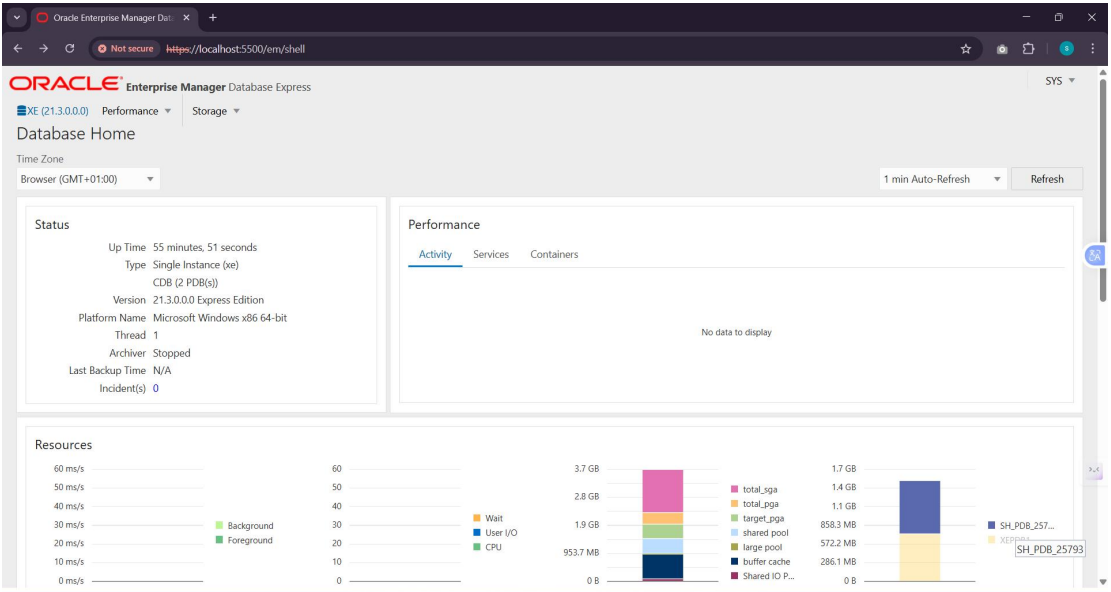 Oracle Enterprise Manager Dat
Not secure https://localhost:5500/em/shell
S
ORACLE Enterprise Manager Database Express
SYS
XE (21.3.0.0.0) Performance Storage
Database Home
Time Zone
Browser (GMT+01:00)
1 min Auto-Refresh
Refresh
Status
Up Time 55 minutes, 51 seconds
Type Single Instance (xe)
CDB (2 PDB(s))
Version 21.3.0.0.0 Express Edition
Platform Name Microsoft Windows x86 64-bit
Thread 1
Archiver Stopped
Last Backup Time N/A
Incident(s) 0
Performance
Activity Services Containers
No data to display
Resources
60 ms/s
50 ms/s
40 ms/s
30 ms/s
20 ms/s
10 ms/s
0 ms/s
Background
Foreground
60
50
40
30
20
10
0
Wait
User I/O
CPU
3.7 GB
2.8 GB
1.9 GB
953.7 MB
0 B
total_sga
total_pga
target_pga
shared pool
large pool
buffer cache
Shared IO P...
1.7 GB
1.4 GB
1.1 GB
858.3 MB
572.2 MB
286.1 MB
0 B
SH_PDB_257...
SH_PDB_25793